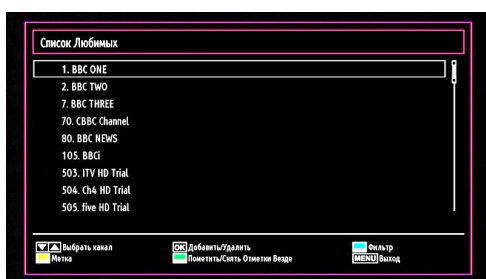 Список Любимых
1. BBC ONE
2. BBC TWO
7. BBC THREE
70. CBBC Channel
80. BBC NEWS
105. BBCi
503. ITV HD Trial
504. Ch4 HD Trial
505. five HD Trial
Выбрать канал OK Добавить/Удалить Фильтр
Метка Пометить/Снять Отметки Везде MENU Выход